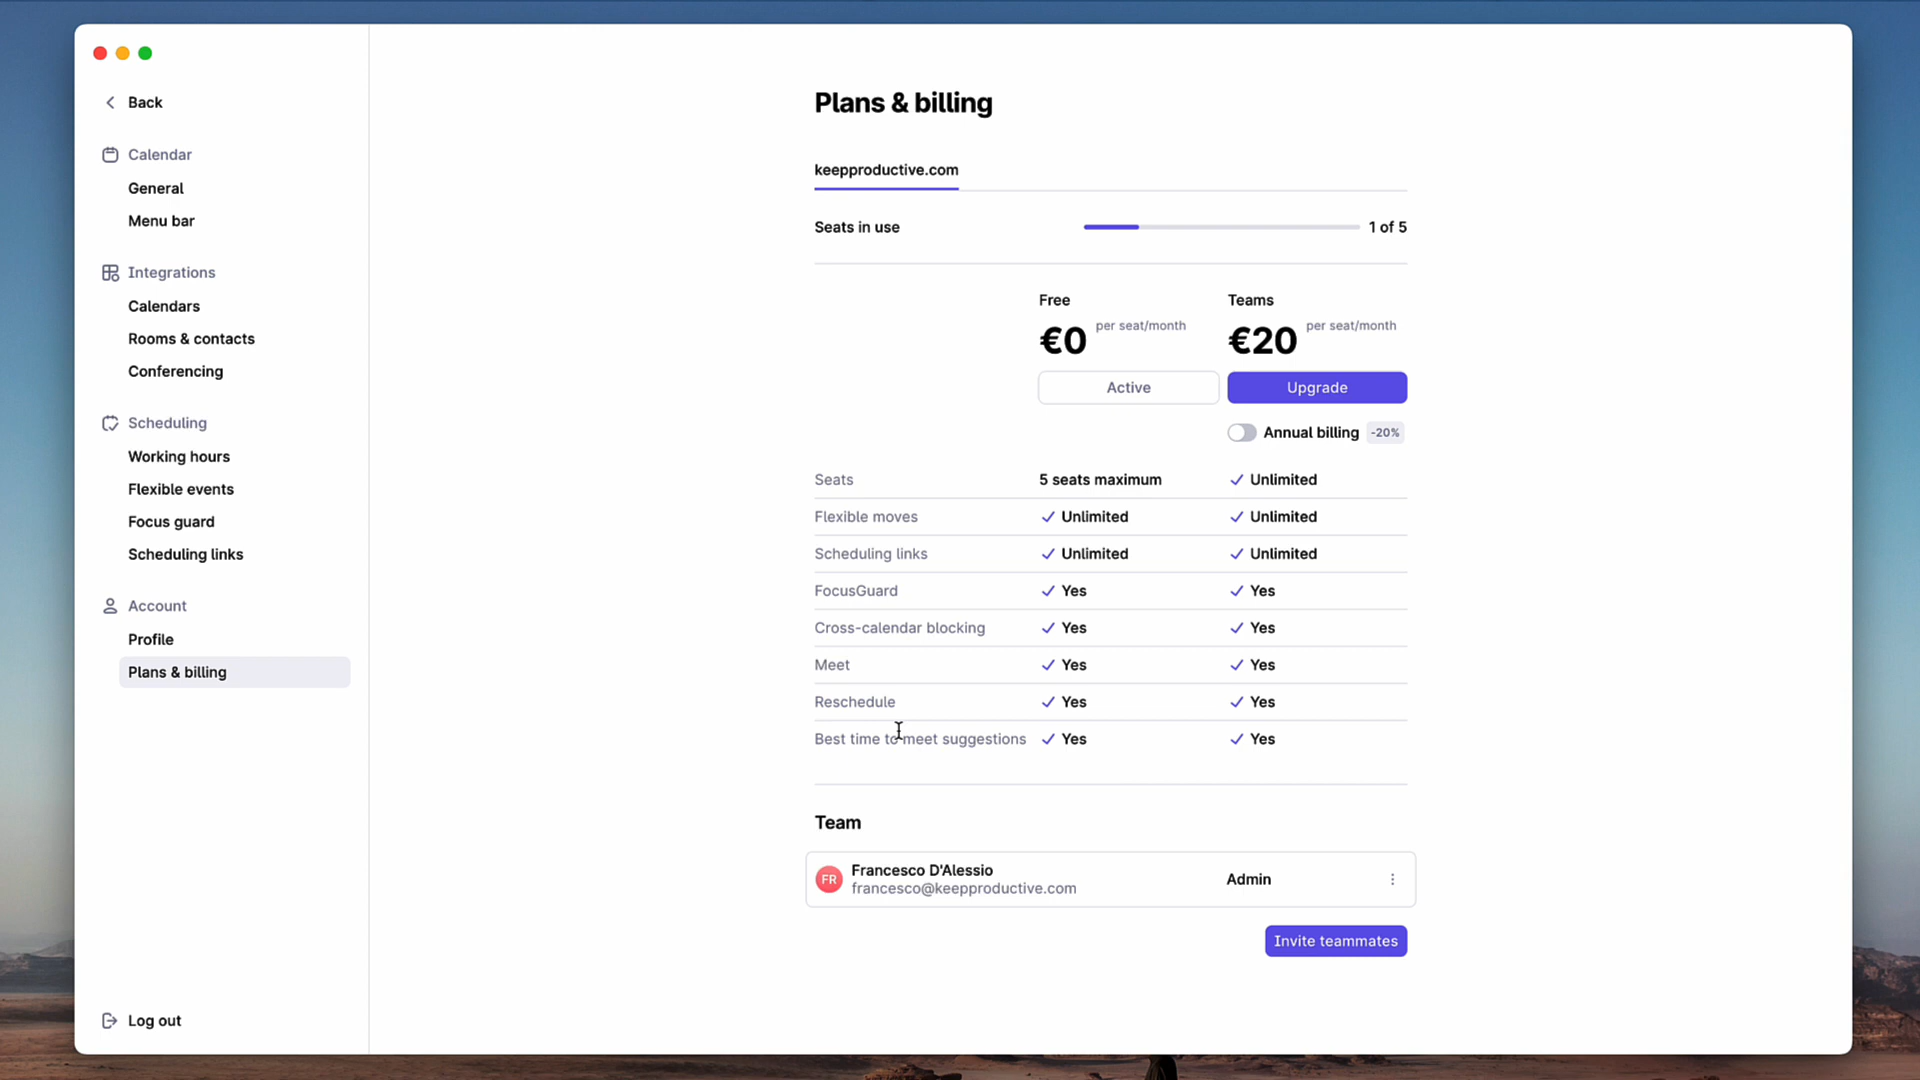 Back
Calendar
General
Menu bar
Integrations
Calendars
Rooms & contacts
Conferencing
Scheduling
Working hours
Flexible events
Focus guard
Scheduling links
Account
Profile
Plans & billing
Log out
Plans & billing
keepproductive.com
Seats in use 1 of 5
Free Teams
€0 per seat/month €20 per seat/month
Active Upgrade
Annual billing -20%
Seats 5 seats maximum Unlimited
Flexible moves Unlimited Unlimited
Scheduling links Unlimited Unlimited
FocusGuard Yes Yes
Cross-calendar blocking Yes Yes
Meet Yes Yes
Reschedule Yes Yes
Best time to meet suggestions Yes Yes
Team
FR Francesco D'Alessio Admin
francesco@keepproductive.com
Invite teammates